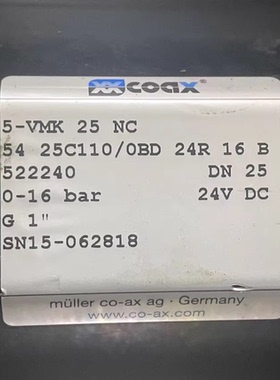 coax
5-VMK 25 NC
54 25C110/0BD 24R 16 B
522240 DN 25
0-16 bar 24V DC
G 1"
SN15-062818
müller co-ax ag · Germany
www.co-ax.com